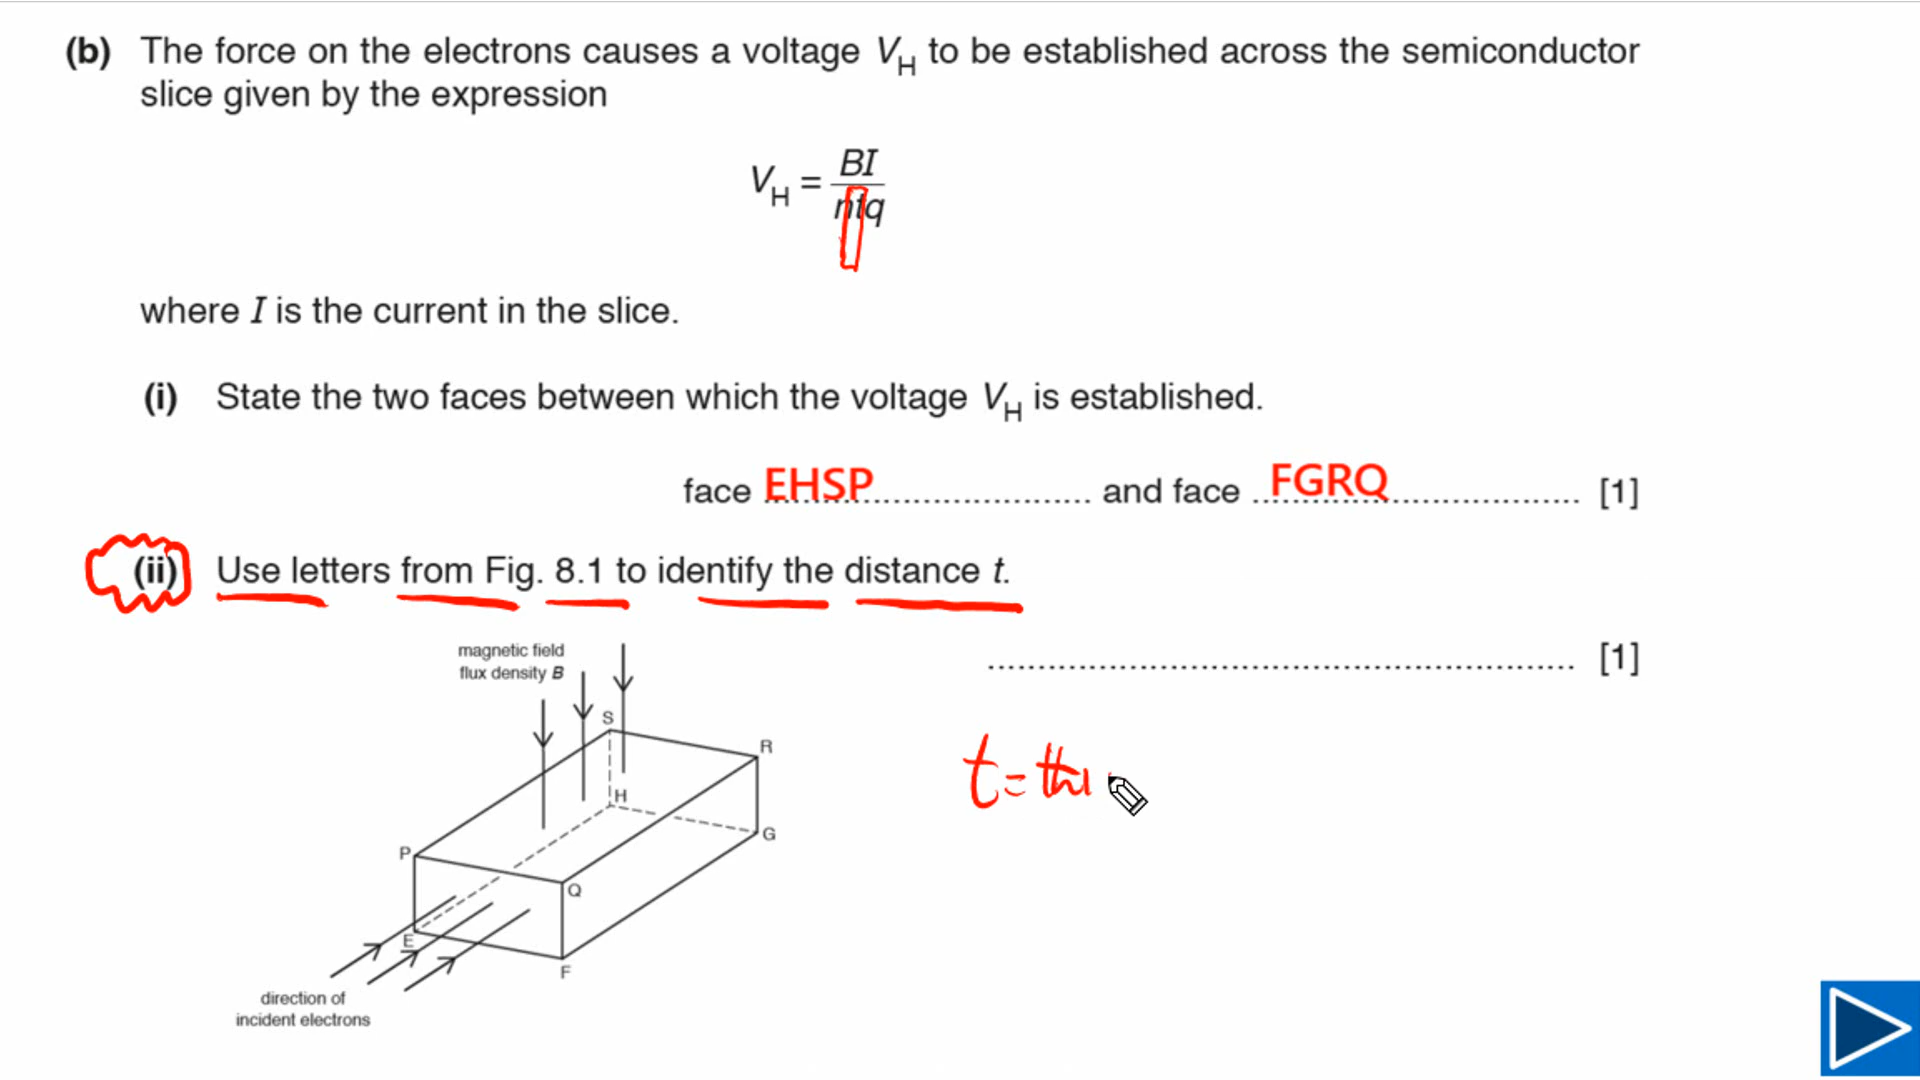 (b) The force on the electrons causes a voltage VH to be established across the semiconductor
slice given by the expression
VH = BI / ntq
where I is the current in the slice.
(i) State the two faces between which the voltage VH is established.
face EHSP ........................ and face .. FGRQ ........................ [1]
(ii) Use letters from Fig. 8.1 to identify the distance t.
........................................................... [1]
magnetic field
flux density B
S
R
H
G
P
Q
E
F
direction of
incident electrons
t = thi